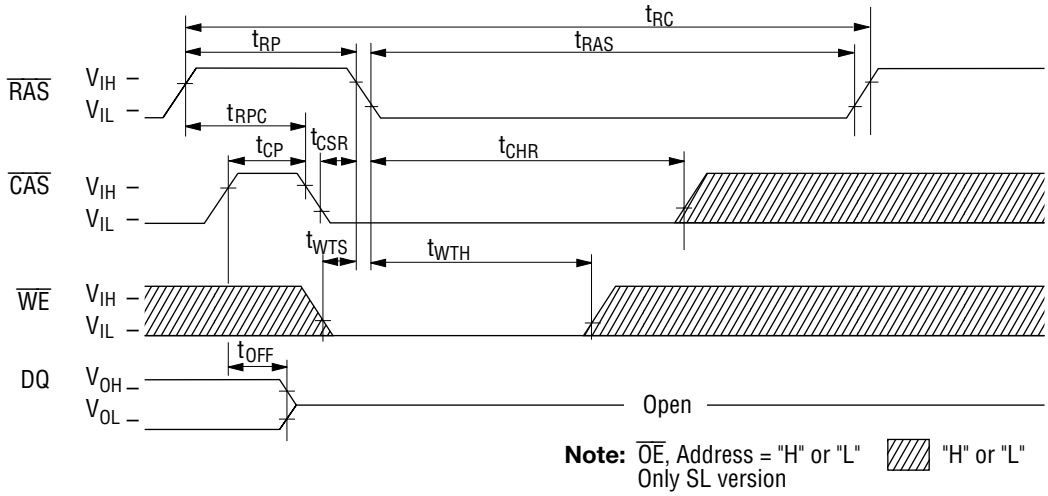 tRC
tRP
tRAS
RAS
VIH
VIL
tRPC
tCP
tCSR
tCHR
CAS
VIH
VIL
tWTS
tWTH
WE
VIH
VIL
tOFF
DQ
VOH
VOL
Open
Note: OE, Address = "H" or "L"
Only SL version
"H" or "L"